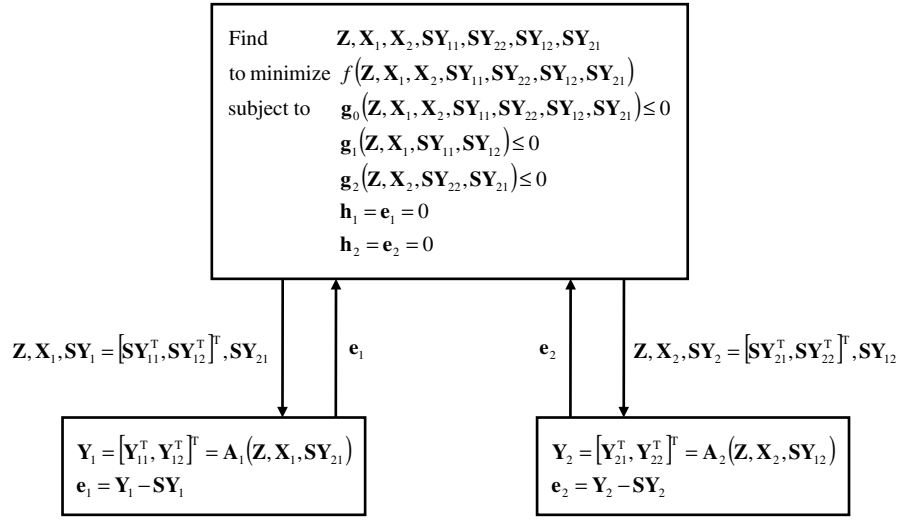 Find Z, X₁, X₂, SY₁₁, SY₂₂, SY₁₂, SY₂₁
to minimize f(Z, X₁, X₂, SY₁₁, SY₂₂, SY₁₂, SY₂₁)
subject to g₀(Z, X₁, X₂, SY₁₁, SY₂₂, SY₁₂, SY₂₁) ≤ 0
g₁(Z, X₁, SY₁₁, SY₁₂) ≤ 0
g₂(Z, X₂, SY₂₂, SY₂₁) ≤ 0
h₁ = e₁ = 0
h₂ = e₂ = 0
Z, X₁, SY₁ = [SY₁₁ᵀ, SY₁₂ᵀ]ᵀ, SY₂₁
e₁
e₂
Z, X₂, SY₂ = [SY₂₁ᵀ, SY₂₂ᵀ]ᵀ, SY₁₂
Y₁ = [Y₁₁ᵀ, Y₁₂ᵀ]ᵀ = A₁(Z, X₁, SY₂₁)
e₁ = Y₁ − SY₁
Y₂ = [Y₂₁ᵀ, Y₂₂ᵀ]ᵀ = A₂(Z, X₂, SY₁₂)
e₂ = Y₂ − SY₂